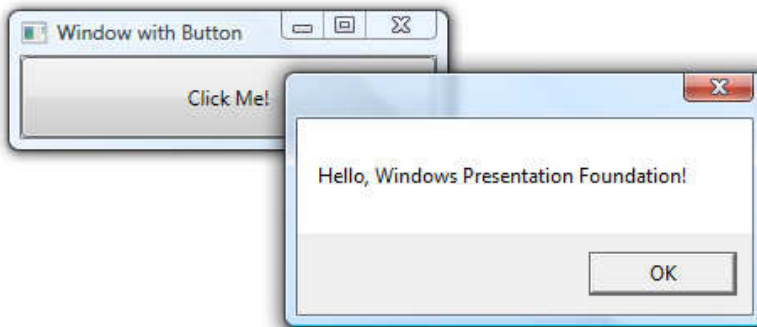 Window with Button
Click Me!
Hello, Windows Presentation Foundation!
OK